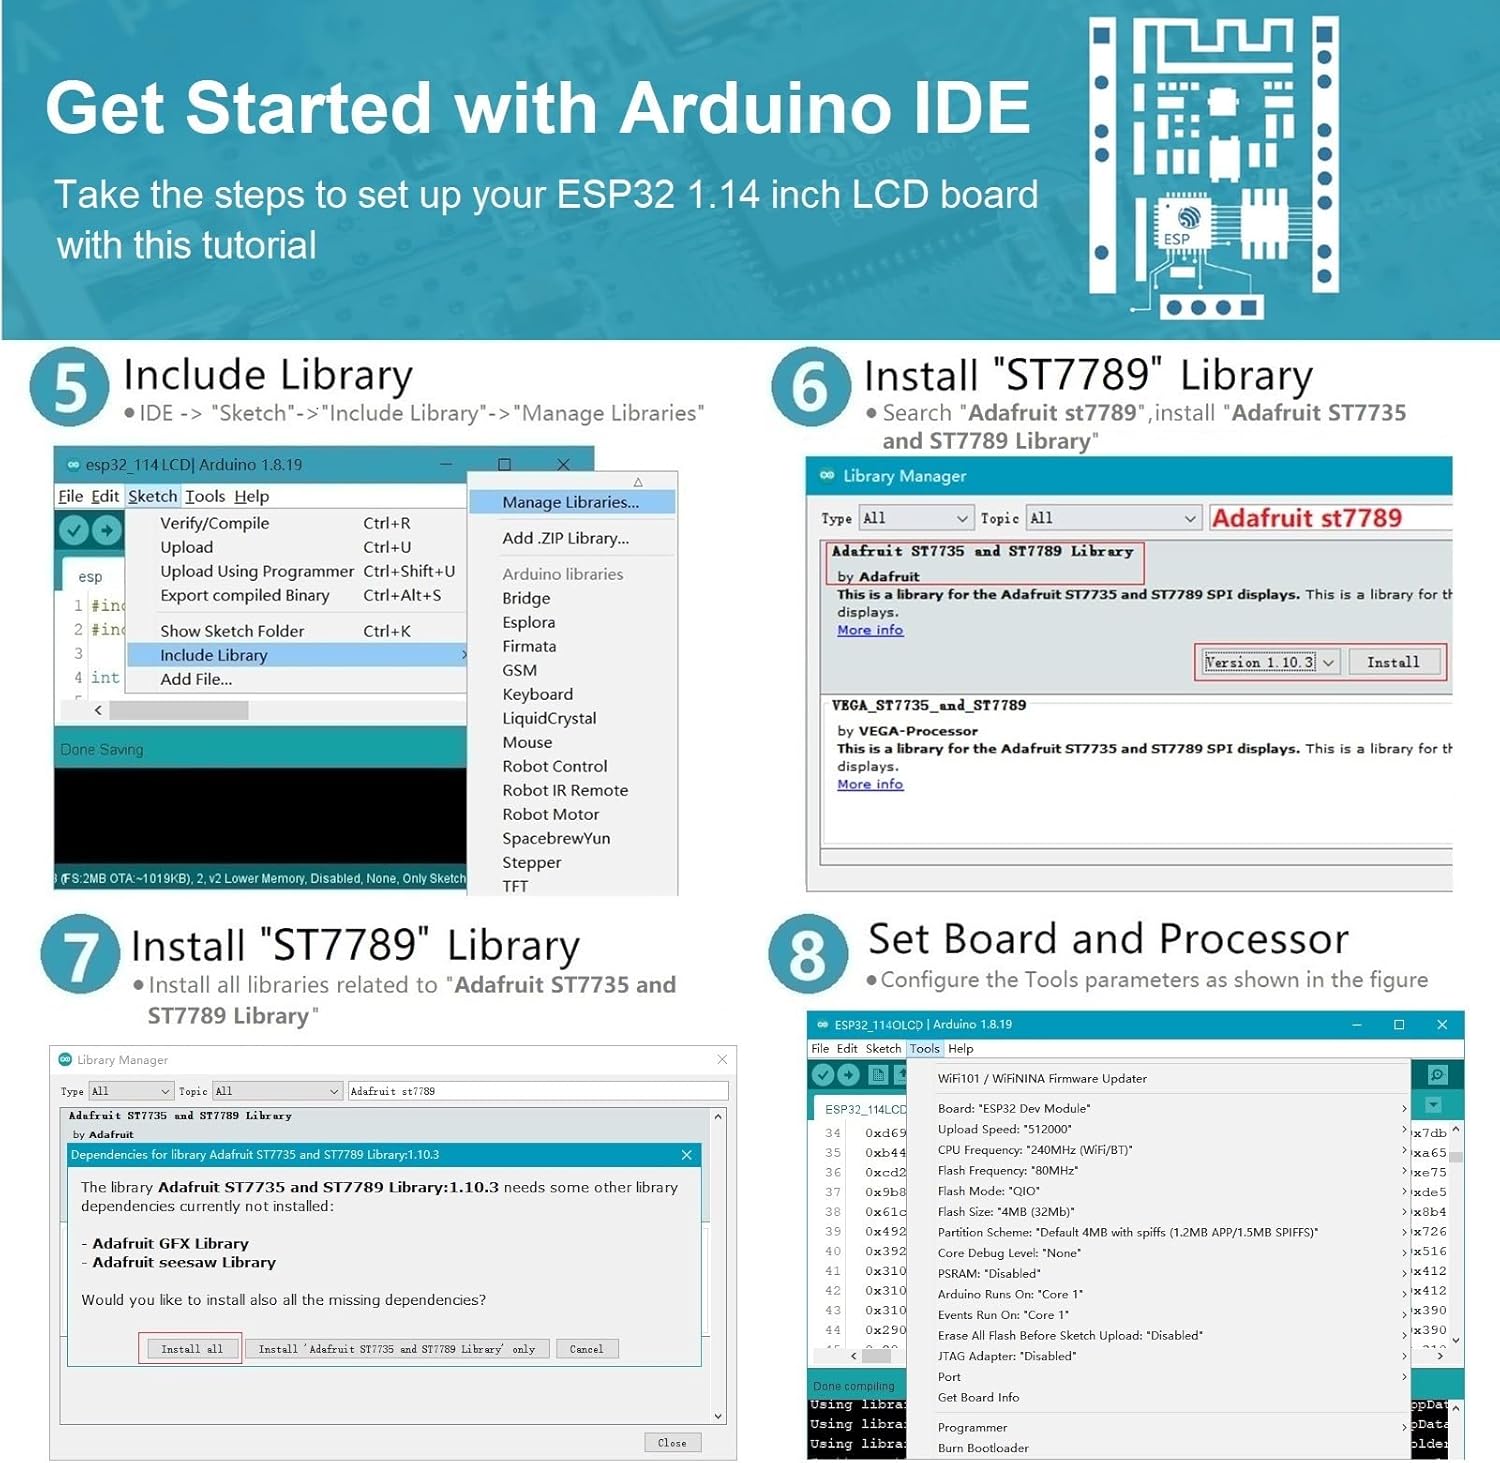 Get Started with Arduino IDE
Take the steps to set up your ESP32 1.14 inch LCD board
with this tutorial
ESP
5 Include Library
•IDE -> "Sketch"->"Include Library"->"Manage Libraries"
esp32_114LCD| Arduino 1.8.19
File Edit Sketch Tools Help
Verify/Compile Ctrl+R
Upload Ctrl+U
Upload Using Programmer Ctrl+Shift+U
Export compiled Binary Ctrl+Alt+S
Show Sketch Folder Ctrl+K
Include Library
Add File...
esp
1 #inc
2 #inc
3
4 int
Done Saving
(FS:2MB OTA:~1019KB), 2, v2 Lower Memory, Disabled, None, Only Sketch
Manage Libraries...
Add .ZIP Library...
Arduino libraries
Bridge
Esplora
Firmata
GSM
Keyboard
LiquidCrystal
Mouse
Robot Control
Robot IR Remote
Robot Motor
SpacebrewYun
Stepper
TFT
6 Install "ST7789" Library
•Search "Adafruit st7789",install "Adafruit ST7735
and ST7789 Library"
Library Manager
Type All Topic All Adafruit st7789
Adafruit ST7735 and ST7789 Library
by Adafruit
This is a library for the Adafruit ST7735 and ST7789 SPI displays. This is a library for th
displays.
More info
Version 1.10.3 Install
VEGA_ST7735_and_ST7789
by VEGA-Processor
This is a library for the Adafruit ST7735 and ST7789 SPI displays. This is a library for th
displays.
More info
7 Install "ST7789" Library
•Install all libraries related to "Adafruit ST7735 and
ST7789 Library"
Library Manager
Type All Topic All Adafruit st7789
Adafruit ST7735 and ST7789 Library
by Adafruit
Dependencies for library Adafruit ST7735 and ST7789 Library:1.10.3
The library Adafruit ST7735 and ST7789 Library:1.10.3 needs some other library
dependencies currently not installed:
- Adafruit GFX Library
- Adafruit seesaw Library
Would you like to install also all the missing dependencies?
Install all Install 'Adafruit ST7735 and ST7789 Library' only Cancel
Close
8 Set Board and Processor
•Configure the Tools parameters as shown in the figure
ESP32_114OLCD | Arduino 1.8.19
File Edit Sketch Tools Help
ESP32_114LCD
34 0xd69
35 0xb44
36 0xcd2
37 0x9b8
38 0x61c
39 0x492
40 0x392
41 0x310
42 0x310
43 0x310
44 0x290
Done compiling
Using librar
Using librar
Using librar
WiFi101 / WiFiNINA Firmware Updater
Board: "ESP32 Dev Module"
Upload Speed: "512000"
CPU Frequency: "240MHz (WiFi/BT)"
Flash Frequency: "80MHz"
Flash Mode: "QIO"
Flash Size: "4MB (32Mb)"
Partition Scheme: "Default 4MB with spiffs (1.2MB APP/1.5MB SPIFFS)"
Core Debug Level: "None"
PSRAM: "Disabled"
Arduino Runs On: "Core 1"
Events Run On: "Core 1"
Erase All Flash Before Sketch Upload: "Disabled"
JTAG Adapter: "Disabled"
Port
Get Board Info
Programmer
Burn Bootloader
x7db
xa65
xe75
xde5
x8b4
x726
x516
x412
x412
x390
x390
ppDat
pData
older